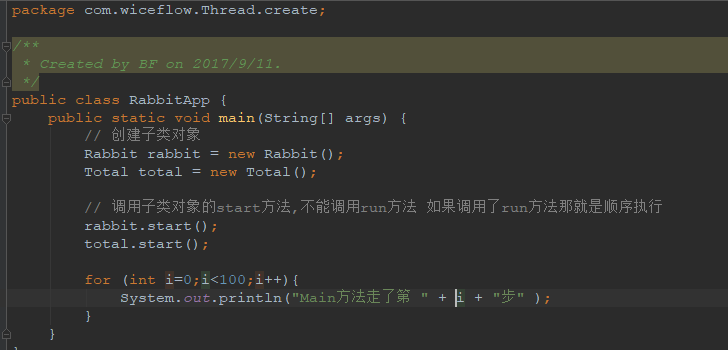 package com.wiceflow.Thread.create;
/**
 * Created by BF on 2017/9/11.
 */
public class RabbitApp {
    public static void main(String[] args) {
        // 创建子类对象
        Rabbit rabbit = new Rabbit();
        Total total = new Total();
        // 调用子类对象的start方法,不能调用run方法 如果调用了run方法那就是顺序执行
        rabbit.start();
        total.start();
        for (int i=0;i<100;i++){
            System.out.println("Main方法走了第 " + i + "步" );
        }
    }
}